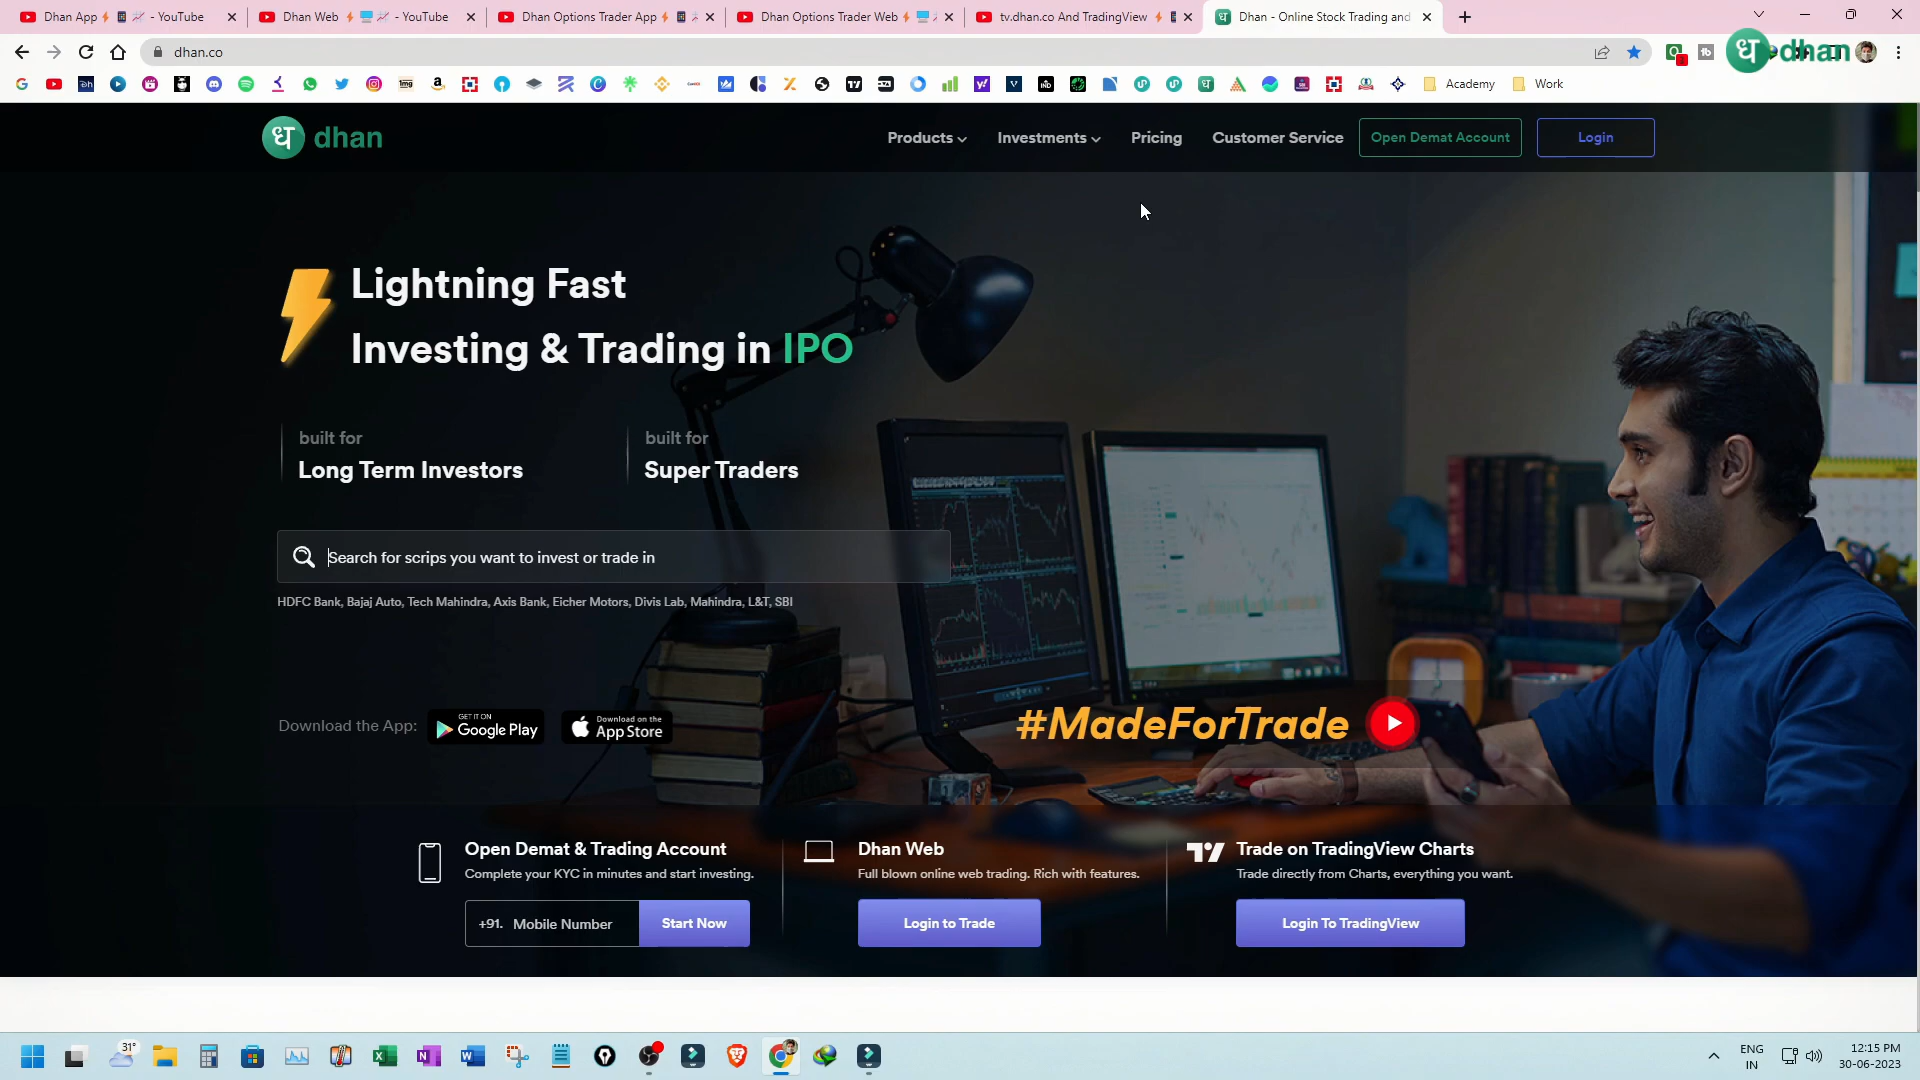 Dhan App - YouTube
Dhan Web - YouTube
Dhan Options Trader App
Dhan Options Trader Web
tv.dhan.co And TradingView
Dhan - Online Stock Trading and
dhan.co
ध dhan
Academy
Work
ध dhan
Products
Investments
Pricing
Customer Service
Open Demat Account
Login
Lightning Fast
Investing & Trading in IPO
built for
Long Term Investors
built for
Super Traders
Search for scrips you want to invest or trade in
HDFC Bank, Bajaj Auto, Tech Mahindra, Axis Bank, Eicher Motors, Divis Lab, Mahindra, L&T, SBI
Download the App:
GET IT ON
Google Play
Download on the
App Store
#MadeForTrade
Open Demat & Trading Account
Complete your KYC in minutes and start investing.
+91. Mobile Number
Start Now
Dhan Web
Full blown online web trading. Rich with features.
Login to Trade
Trade on TradingView Charts
Trade directly from Charts, everything you want.
Login To TradingView
31°
ENG
IN
12:15 PM
30-06-2023